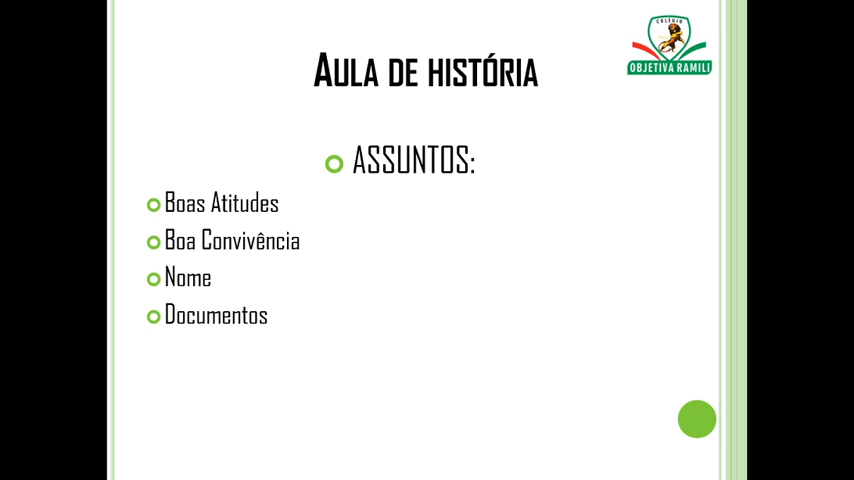 COLÉGIO
OBJETIVA RAMILI
AULA DE HISTÓRIA
ASSUNTOS:
Boas Atitudes
Boa Convivência
Nome
Documentos